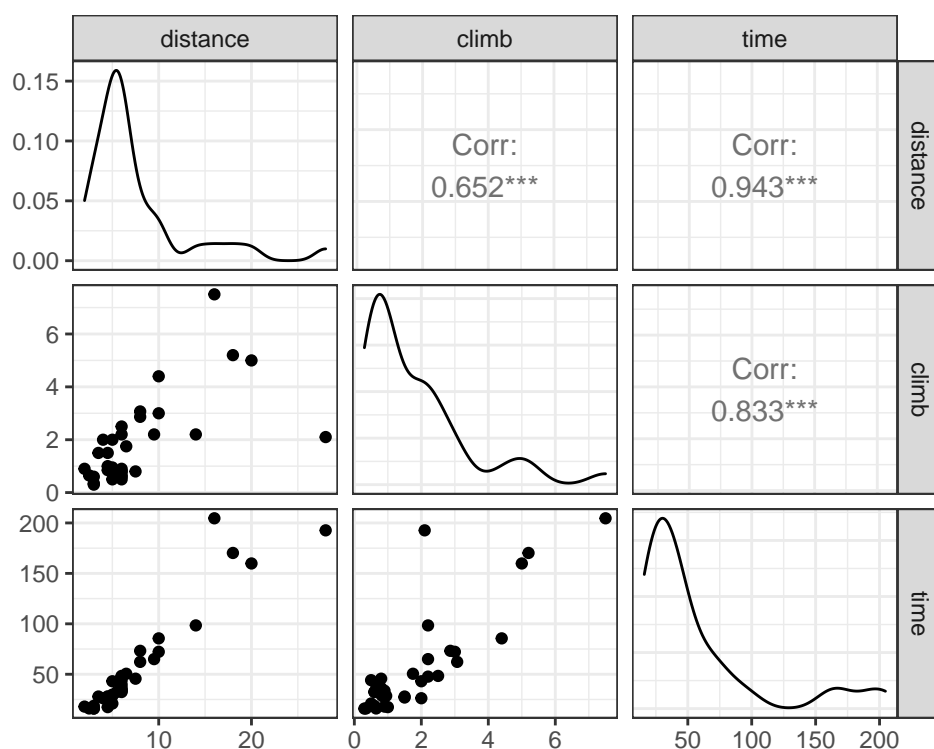 distance climb time
0.15
0.10
0.05
0.00
Corr:
0.652***
Corr:
0.943***
distance
6
4
2
0
Corr:
0.833***
climb
200
150
100
50
time
10 20 0 2 4 6 50 100 150 200